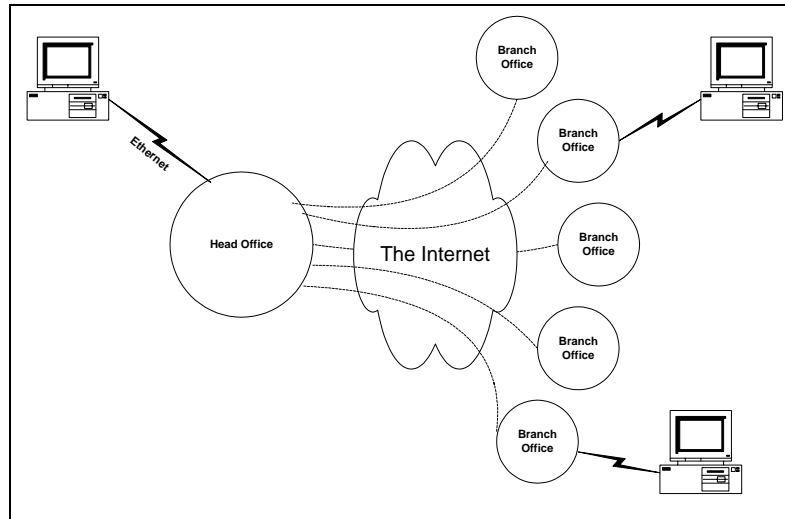 Branch
Office
Branch
Office
Ethernet
Head Office
The Internet
Branch
Office
Branch
Office
Branch
Office